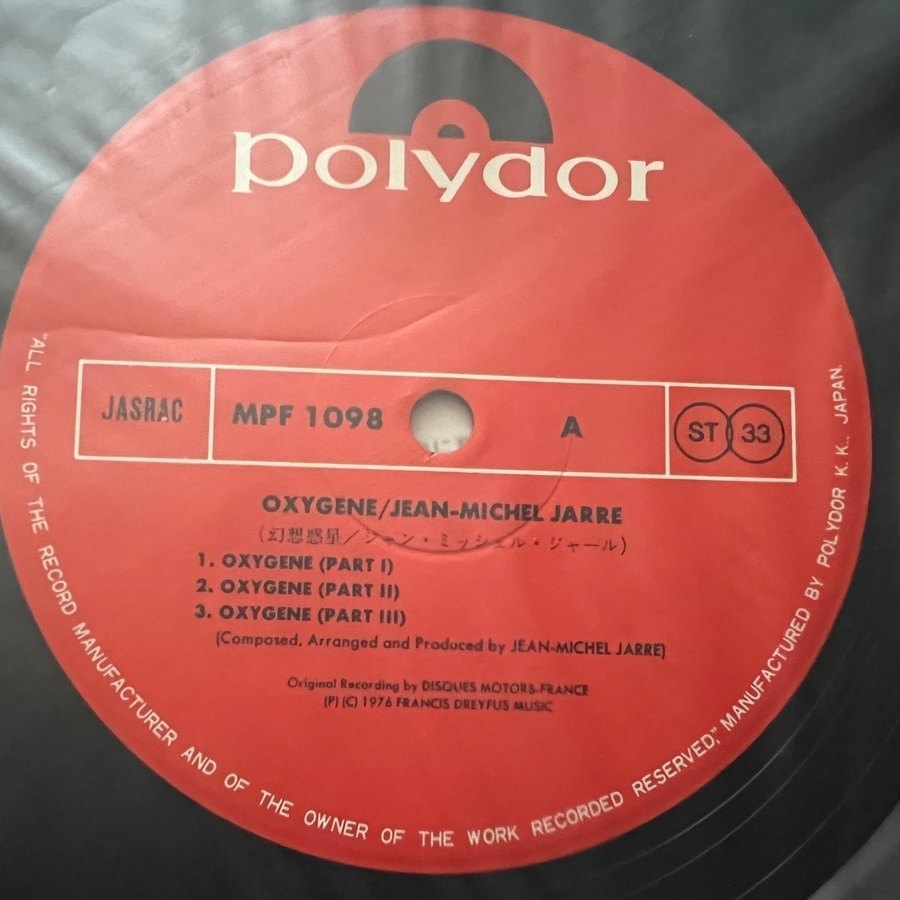 polydor
JASRAC
MPF 1098
A
ST 33
OXYGENE/JEAN-MICHEL JARRE
(幻想惑星/ジャン・ミッシェル・ジャール)
1. OXYGENE (PART I)
2. OXYGENE (PART II)
3. OXYGENE (PART III)
(Composed, Arranged and Produced by JEAN-MICHEL JARRE)
Original Recording by DISQUES MOTORS-FRANCE
(P) (C) 1976 FRANCIS DREYFUS MUSIC
"ALL RIGHTS OF THE RECORD MANUFACTURER AND OF THE OWNER OF THE WORK RECORDED RESERVED," MANUFACTURED BY POLYDOR K.K., JAPAN.